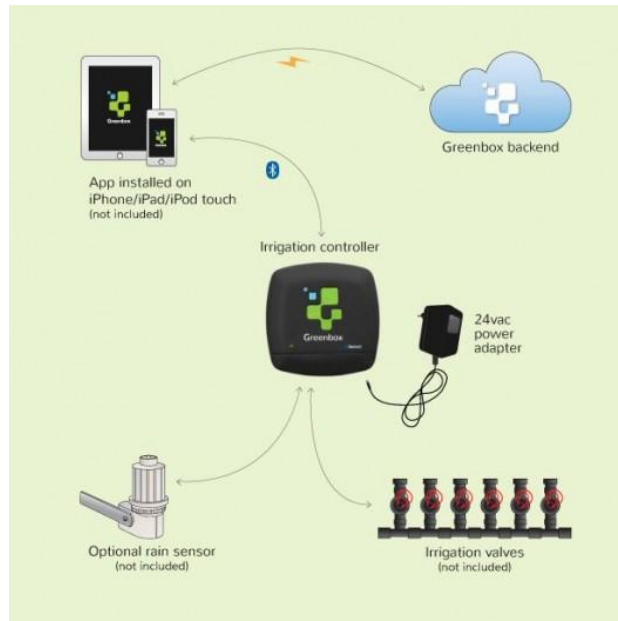 Greenbox
Greenbox backend
App installed on
iPhone/iPad/iPod touch
(not included)
Irrigation controller
Greenbox
24vac
power
adapter
Optional rain sensor
(not included)
Irrigation valves
(not included)